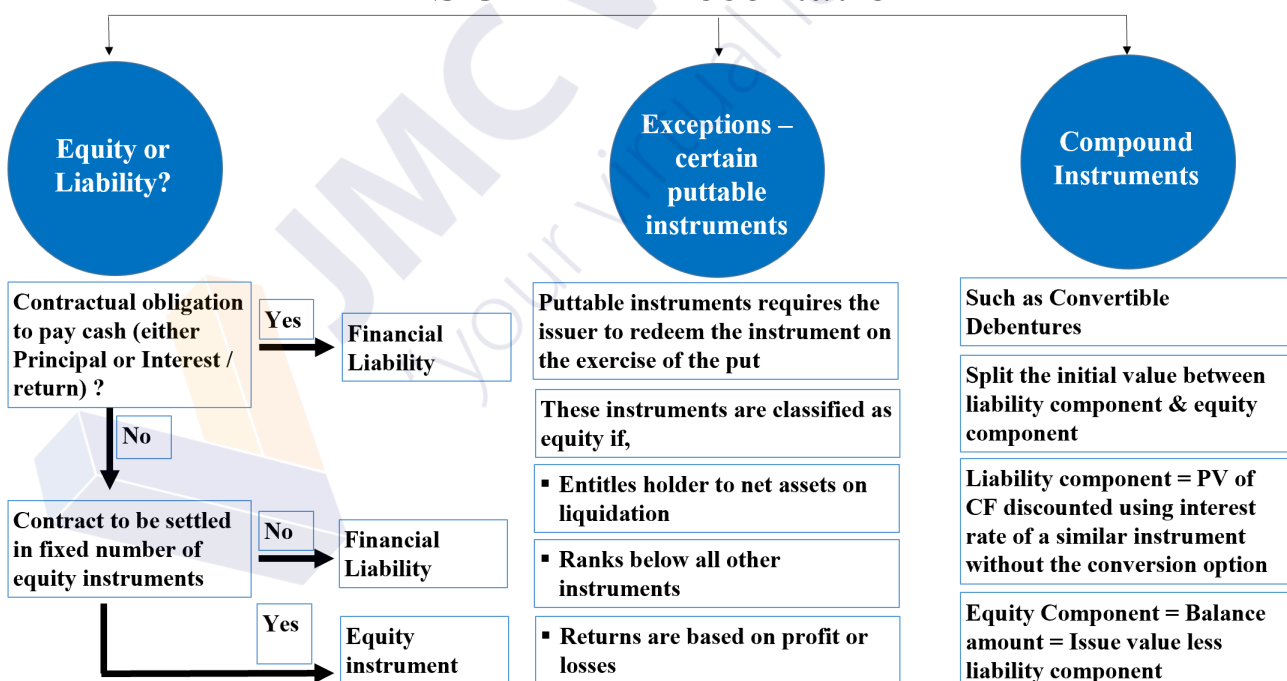 Equity or
Liability?
Contractual obligation
to pay cash (either
Principal or Interest /
return) ?
Yes
Financial
Liability
No
Contract to be settled
in fixed number of
equity instruments
No
Financial
Liability
Yes
Equity
instrument
Exceptions –
certain
puttable
instruments
Puttable instruments requires the
issuer to redeem the instrument on
the exercise of the put
These instruments are classified as
equity if,
▪ Entitles holder to net assets on
liquidation
▪ Ranks below all other
instruments
▪ Returns are based on profit or
losses
Compound
Instruments
Such as Convertible
Debentures
Split the initial value between
liability component & equity
component
Liability component = PV of
CF discounted using interest
rate of a similar instrument
without the conversion option
Equity Component = Balance
amount = Issue value less
liability component
JMC
your virtual